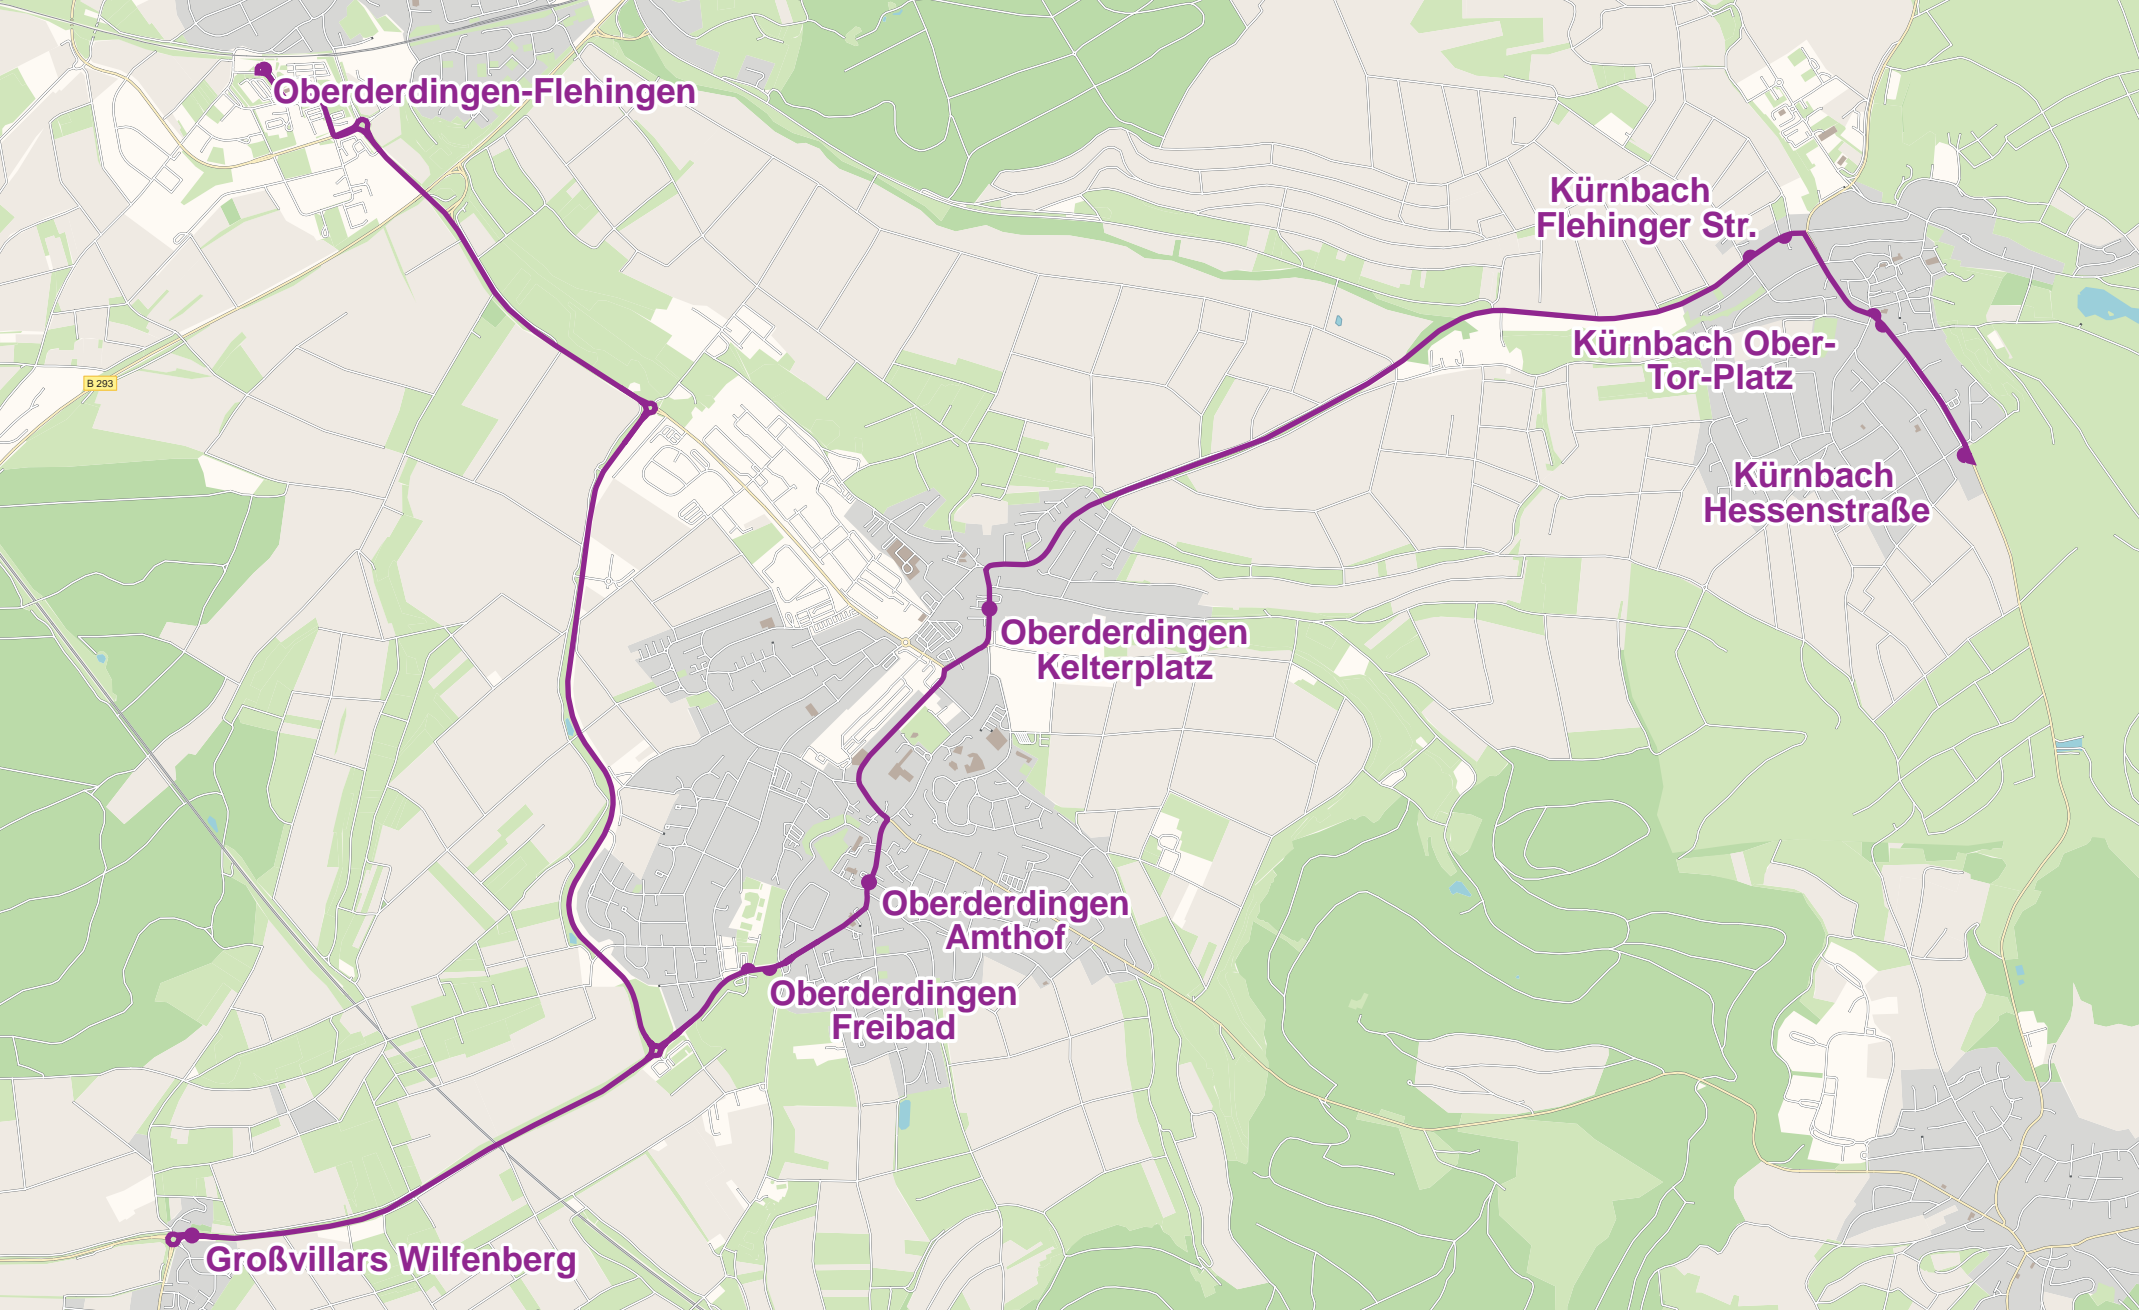 Oberderdingen-Flehingen
Kürnbach
Flehinger Str.
Kürnbach Ober-
Tor-Platz
B 293
Kürnbach
Hessenstraße
Oberderdingen
Kelterplatz
Oberderdingen
Amthof
Oberderdingen
Freibad
Großvillars Wilfenberg